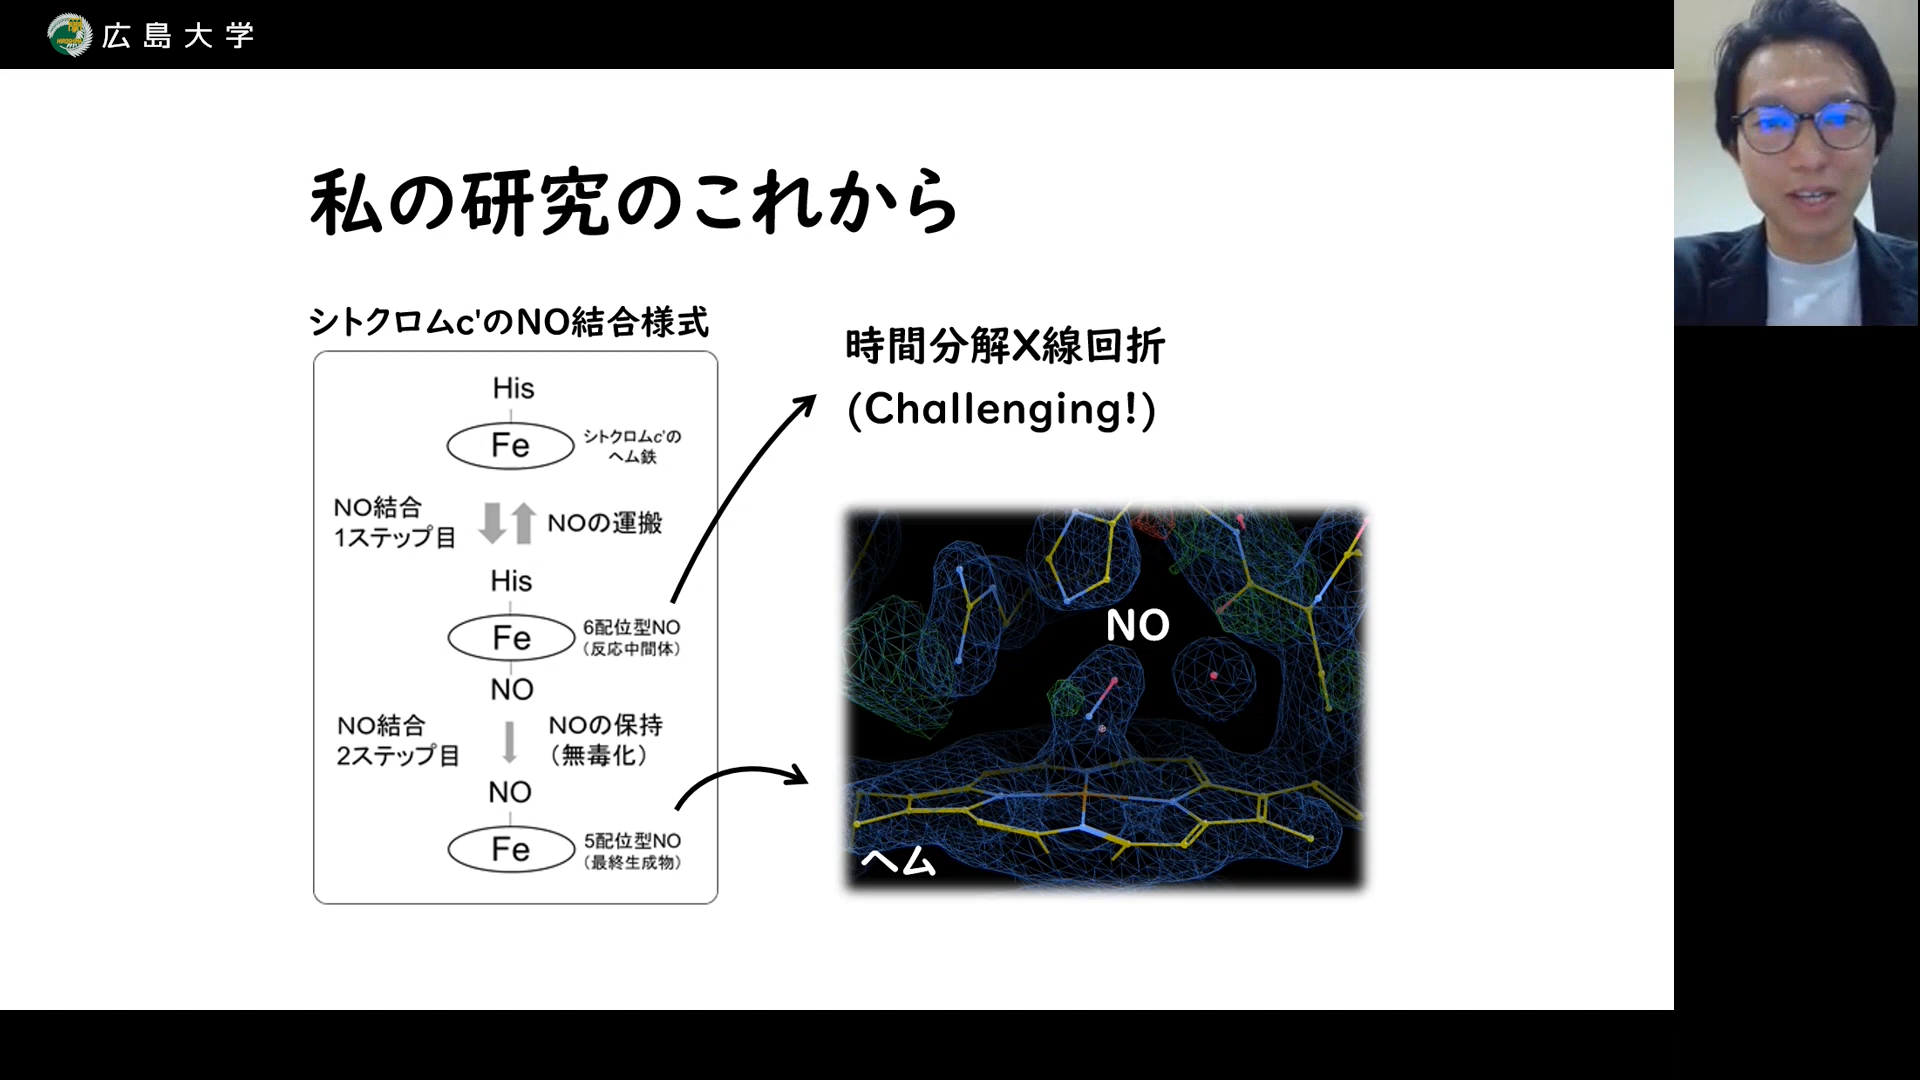 広島大学
私の研究のこれから
シトクロムc'のNO結合様式
His
Fe
シトクロムc'の
ヘム鉄
NO結合
1ステップ目
NOの運搬
His
Fe
6配位型NO
（反応中間体）
NO
NO結合
2ステップ目
NOの保持
（無毒化）
NO
Fe
5配位型NO
（最終生成物）
時間分解X線回折
(Challenging!)
NO
ヘム